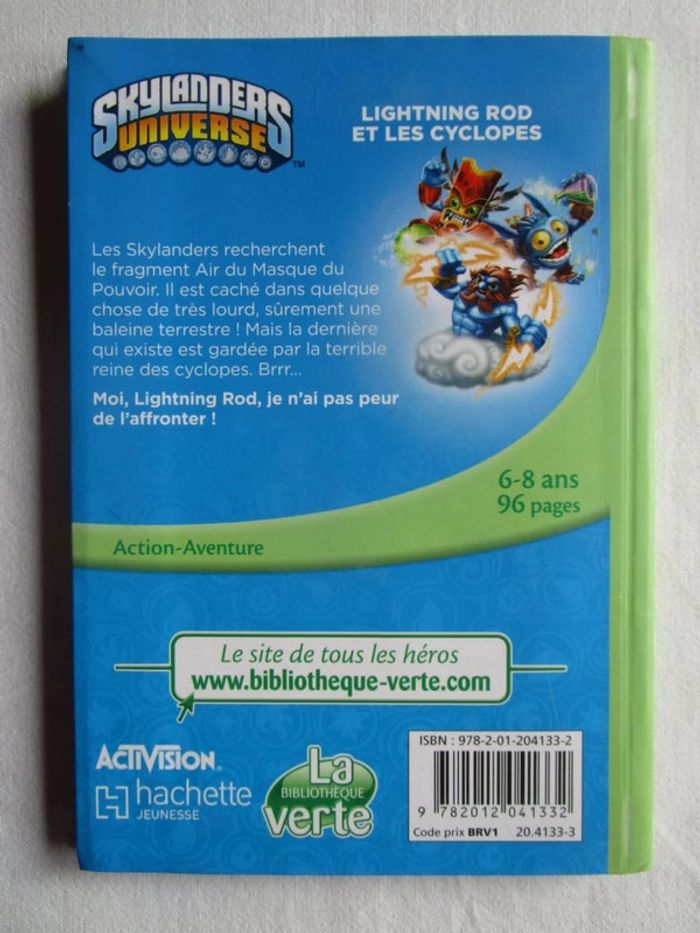 SKYLANDERS
UNIVERSE
™
LIGHTNING ROD
ET LES CYCLOPES
Les Skylanders recherchent
le fragment Air du Masque du
Pouvoir. Il est caché dans quelque
chose de très lourd, sûrement une
baleine terrestre ! Mais la dernière
qui existe est gardée par la terrible
reine des cyclopes. Brrr...
Moi, Lightning Rod, je n'ai pas peur
de l'affronter !
6-8 ans
96 pages
Action-Aventure
Le site de tous les héros
www.bibliotheque-verte.com
ACTIVISION
hachette
JEUNESSE
La
BIBLIOTHÈQUE
verte
ISBN : 978-2-01-204133-2
9 782012 041332
Code prix BRV1 20.4133-3